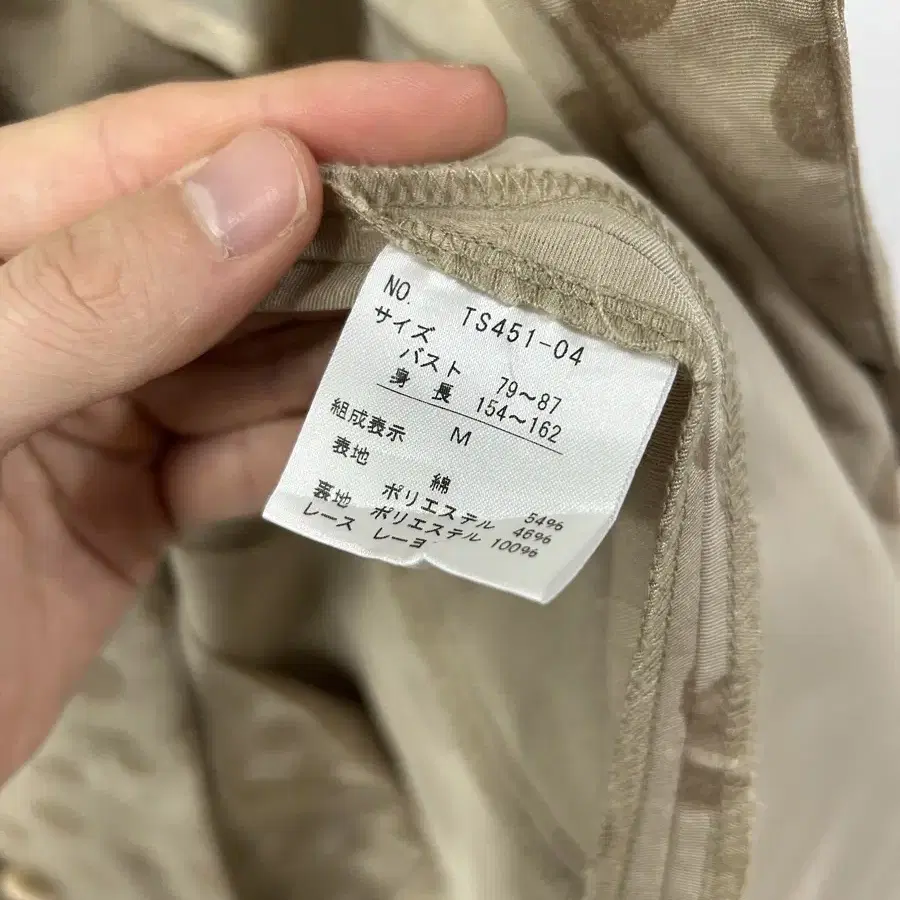 NO. TS451-04
サイズ
バスト 79～87
身長 154～162
M
組成表示
表地 綿 54%
ポリエステル 46%
裏地 ポリエステル 100%
レース レーヨ